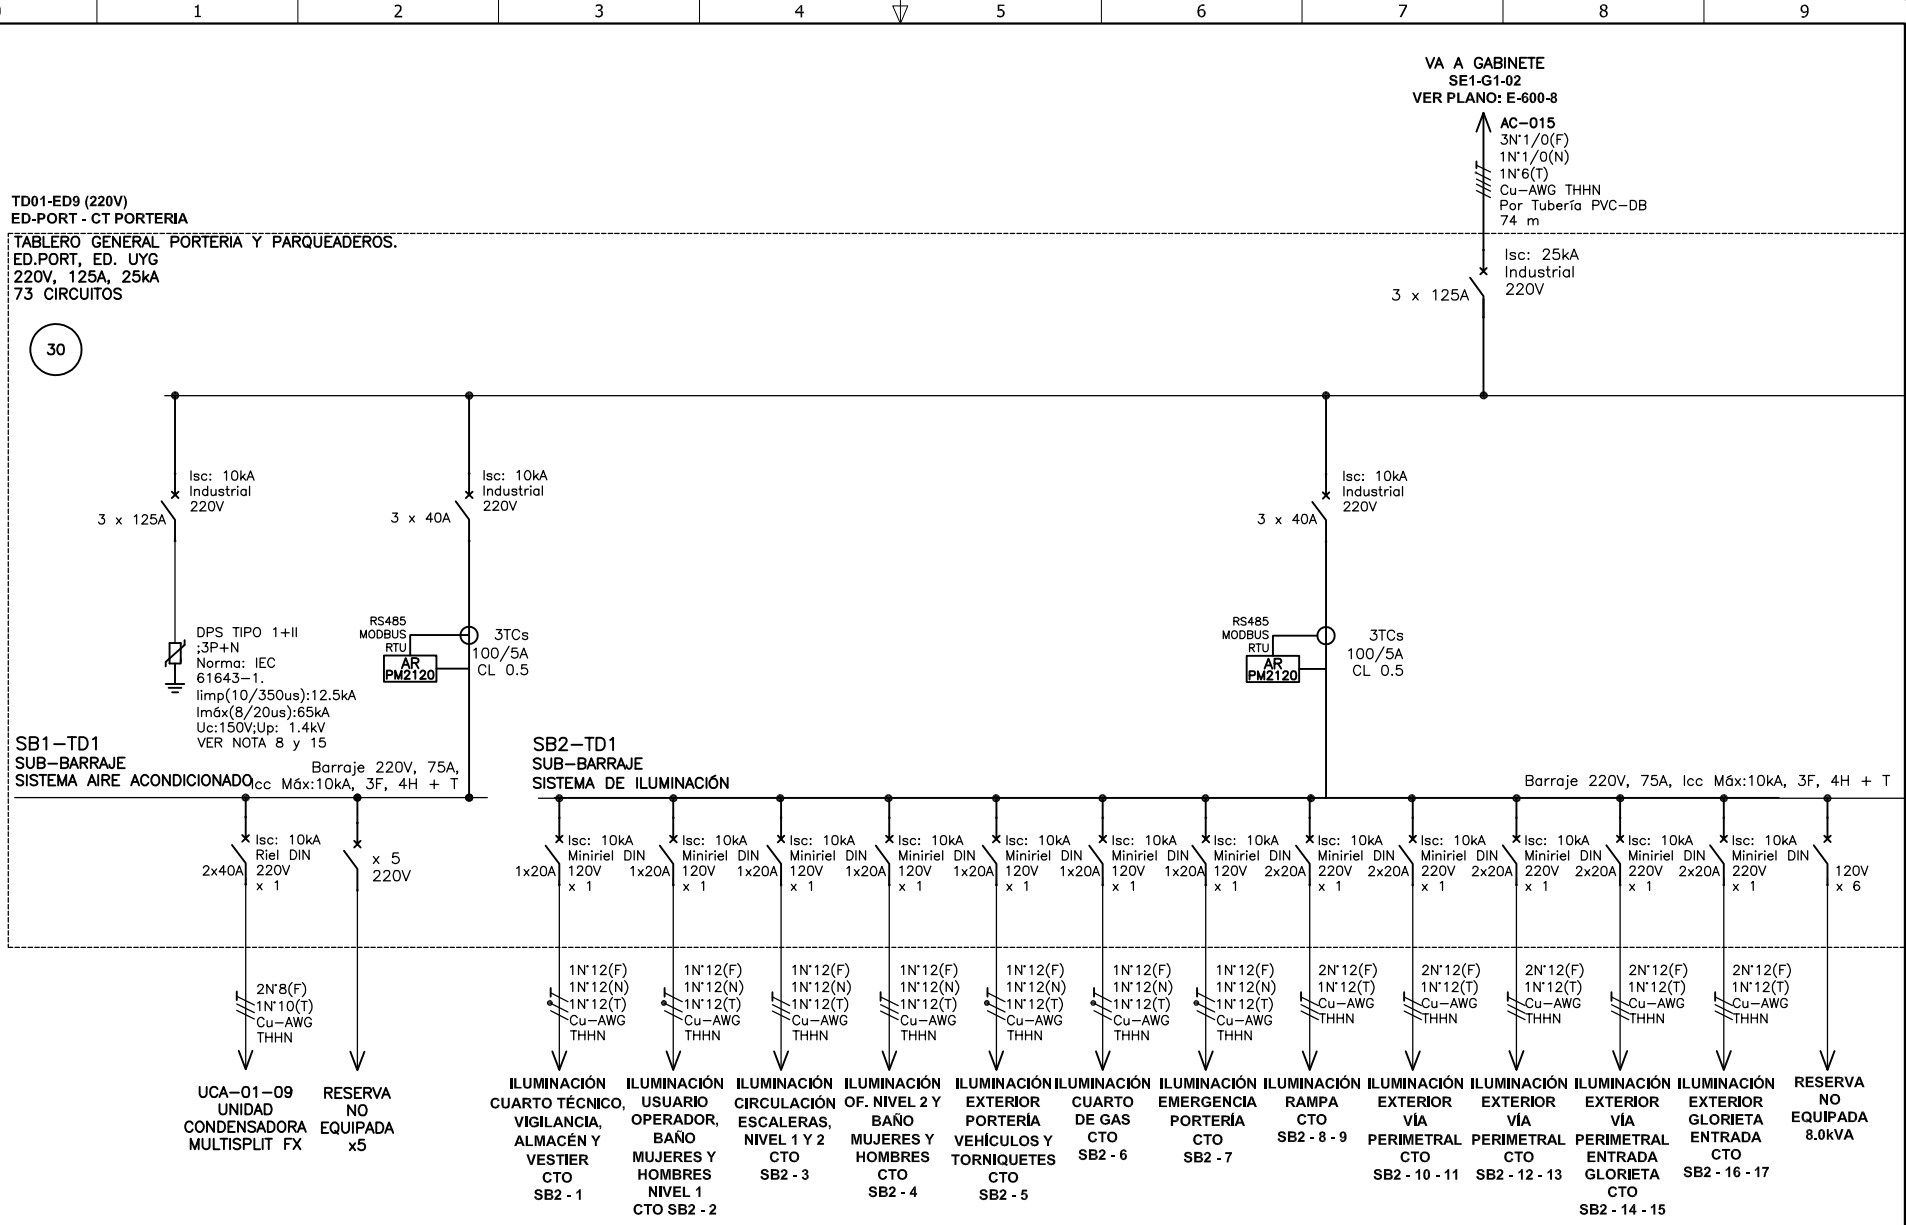 1 2 3 4 5 6 7 8 9
VA A GABINETE
SE1-G1-02
VER PLANO: E-600-8
AC-015
3N°1/0(F)
1N°1/0(N)
1N°6(T)
Cu-AWG THHN
Por Tubería PVC-DB
74 m
TD01-ED9 (220V)
ED-PORT - CT PORTERIA
TABLERO GENERAL PORTERIA Y PARQUEADEROS.
ED.PORT, ED. UYG
220V, 125A, 25kA
73 CIRCUITOS
30
Isc: 25kA
Industrial
220V
3 x 125A
Isc: 10kA
Industrial
220V
3 x 125A
Isc: 10kA
Industrial
220V
3 x 40A
Isc: 10kA
Industrial
220V
3 x 40A
DPS TIPO 1+II
;3P+N
Norma: IEC
61643-1.
Iimp(10/350us):12.5kA
Imáx(8/20us):65kA
Uc:150V;Up: 1.4kV
VER NOTA 8 y 15
RS485
MODBUS
RTU
AR
PM2120
3TCs
100/5A
CL 0.5
RS485
MODBUS
RTU
AR
PM2120
3TCs
100/5A
CL 0.5
SB1-TD1
SUB-BARRAJE
SISTEMA AIRE ACONDICIONADO
Barraje 220V, 75A,
Icc Máx:10kA, 3F, 4H + T
SB2-TD1
SUB-BARRAJE
SISTEMA DE ILUMINACIÓN
Barraje 220V, 75A, Icc Máx:10kA, 3F, 4H + T
Isc: 10kA
Riel DIN
220V
x 1
2x40A
x 5
220V
Isc: 10kA
Miniriel DIN
120V
x 1
1x20A
Isc: 10kA
Miniriel DIN
120V
x 1
1x20A
Isc: 10kA
Miniriel DIN
120V
x 1
1x20A
Isc: 10kA
Miniriel DIN
120V
x 1
1x20A
Isc: 10kA
Miniriel DIN
120V
x 1
1x20A
Isc: 10kA
Miniriel DIN
120V
x 1
1x20A
Isc: 10kA
Miniriel DIN
120V
x 1
1x20A
Isc: 10kA
Miniriel DIN
220V
x 1
2x20A
Isc: 10kA
Miniriel DIN
220V
x 1
2x20A
Isc: 10kA
Miniriel DIN
220V
x 1
2x20A
Isc: 10kA
Miniriel DIN
220V
x 1
2x20A
Isc: 10kA
Miniriel DIN
220V
x 1
2x20A
120V
x 6
2N°8(F)
1N°10(T)
Cu-AWG
THHN
1N°12(F)
1N°12(N)
1N°12(T)
Cu-AWG
THHN
1N°12(F)
1N°12(N)
1N°12(T)
Cu-AWG
THHN
1N°12(F)
1N°12(N)
1N°12(T)
Cu-AWG
THHN
1N°12(F)
1N°12(N)
1N°12(T)
Cu-AWG
THHN
1N°12(F)
1N°12(N)
1N°12(T)
Cu-AWG
THHN
1N°12(F)
1N°12(N)
1N°12(T)
Cu-AWG
THHN
1N°12(F)
1N°12(N)
1N°12(T)
Cu-AWG
THHN
2N°12(F)
1N°12(T)
Cu-AWG
THHN
2N°12(F)
1N°12(T)
Cu-AWG
THHN
2N°12(F)
1N°12(T)
Cu-AWG
THHN
2N°12(F)
1N°12(T)
Cu-AWG
THHN
2N°12(F)
1N°12(T)
Cu-AWG
THHN
UCA-01-09
UNIDAD
CONDENSADORA
MULTISPLIT FX
RESERVA
NO
EQUIPADA
x5
ILUMINACIÓN
CUARTO TÉCNICO,
VIGILANCIA,
ALMACÉN Y
VESTIER
CTO
SB2 - 1
ILUMINACIÓN
USUARIO
OPERADOR,
BAÑO
MUJERES Y
HOMBRES
NIVEL 1
CTO SB2 - 2
ILUMINACIÓN
CIRCULACIÓN
ESCALERAS,
NIVEL 1 Y 2
CTO
SB2 - 3
ILUMINACIÓN
OF. NIVEL 2 Y
BAÑO
MUJERES Y
HOMBRES
CTO
SB2 - 4
ILUMINACIÓN
EXTERIOR
PORTERÍA
VEHÍCULOS Y
TORNIQUETES
CTO
SB2 - 5
ILUMINACIÓN
CUARTO
DE GAS
CTO
SB2 - 6
ILUMINACIÓN
EMERGENCIA
PORTERÍA
CTO
SB2 - 7
ILUMINACIÓN
RAMPA
CTO
SB2 - 8 - 9
ILUMINACIÓN
EXTERIOR
VÍA
PERIMETRAL
CTO
SB2 - 10 - 11
ILUMINACIÓN
EXTERIOR
VÍA
PERIMETRAL
CTO
SB2 - 12 - 13
ILUMINACIÓN
EXTERIOR
VÍA
PERIMETRAL
ENTRADA
GLORIETA
CTO
SB2 - 14 - 15
ILUMINACIÓN
EXTERIOR
GLORIETA
ENTRADA
CTO
SB2 - 16 - 17
RESERVA
NO
EQUIPADA
8.0kVA